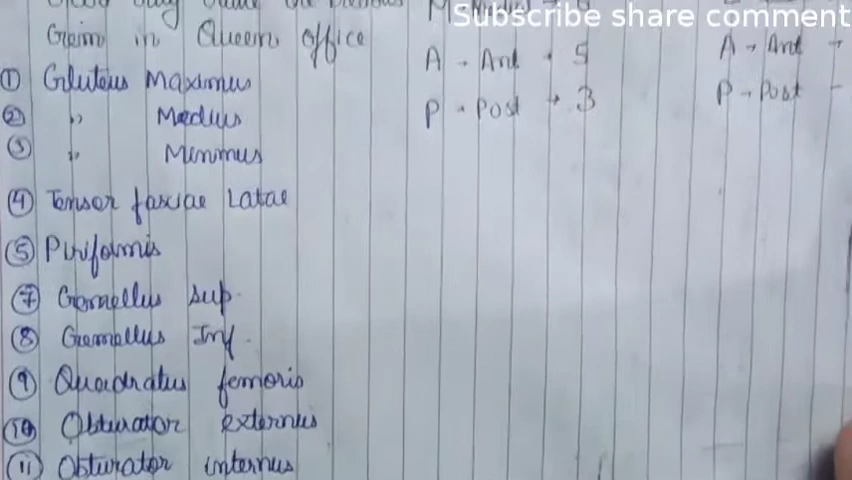 Subscribe share comment
Grim in Queen office
A - Ant - 5
A → Ant →
P - Post → 3
P → Post -
① Gluteus Maximus
② " Medius
③ " Minmus
④ Tensor fasciae Latae
⑤ Piriformis
⑦ Gemellus Sup.
⑧ Gemellus Inf.
⑨ Quadratus femoris
⑩ Obturator externus
⑪ Obturator internus